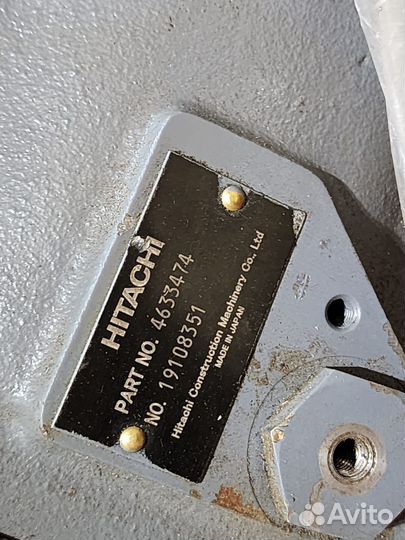 HITACHI
PART NO. 4633474
NO. 19108351
Hitachi Construction Machinery Co., Ltd
MADE IN JAPAN
Avito